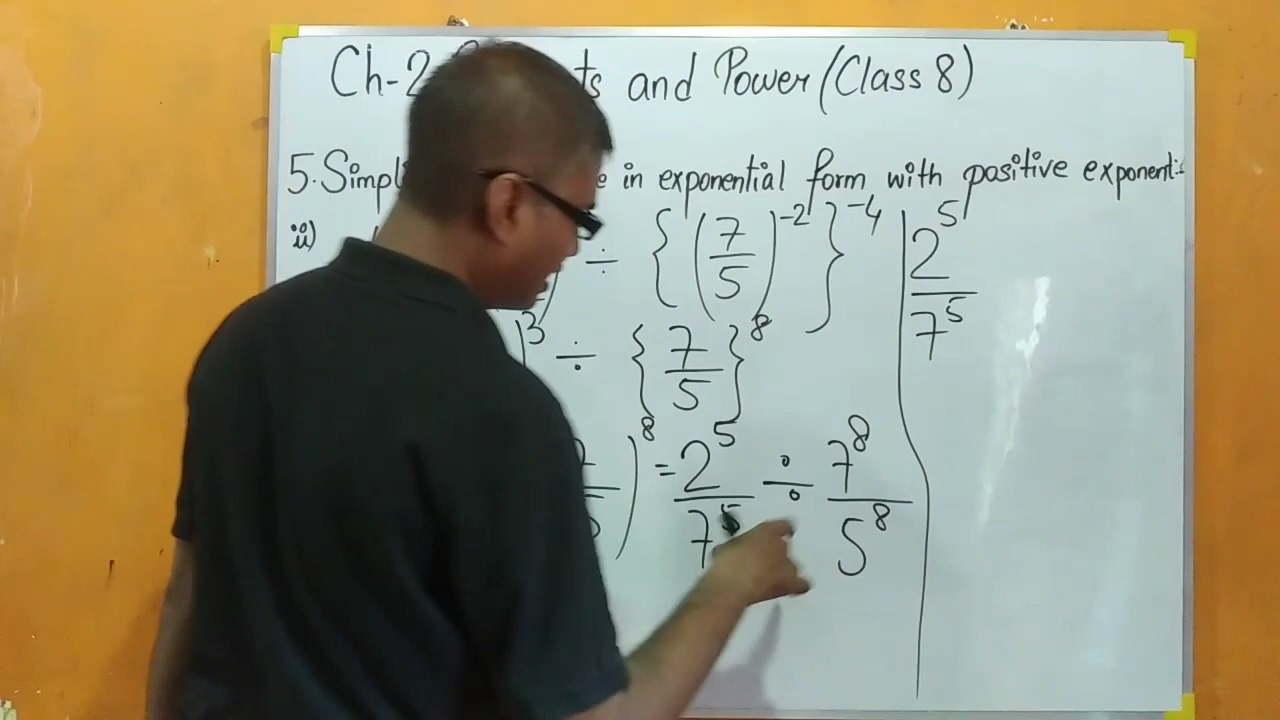 Ch-2 ts and Power (Class 8)
5. Simpli e in exponential form with positive exponent:
ii) ÷ {(7/5)^-2}^-4
3 ÷ {7/5}^8
)^8 = 2^5/7^5 ÷ 7^8/5^8
2^5/7^5